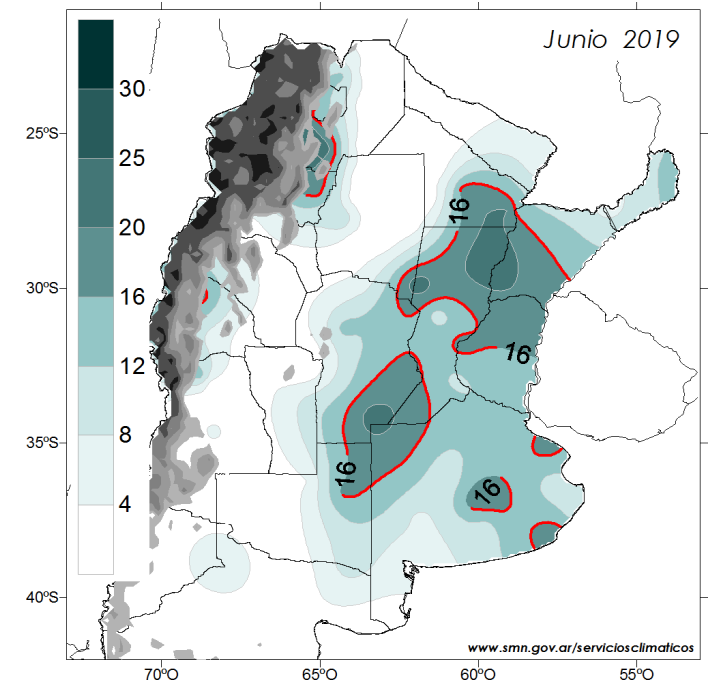 Junio 2019
30
25
20
16
12
8
4
25ºS
30ºS
35ºS
40ºS
16
16
16
16
www.smn.gov.ar/serviciosclimaticos
70ºO
65ºO
60ºO
55ºO